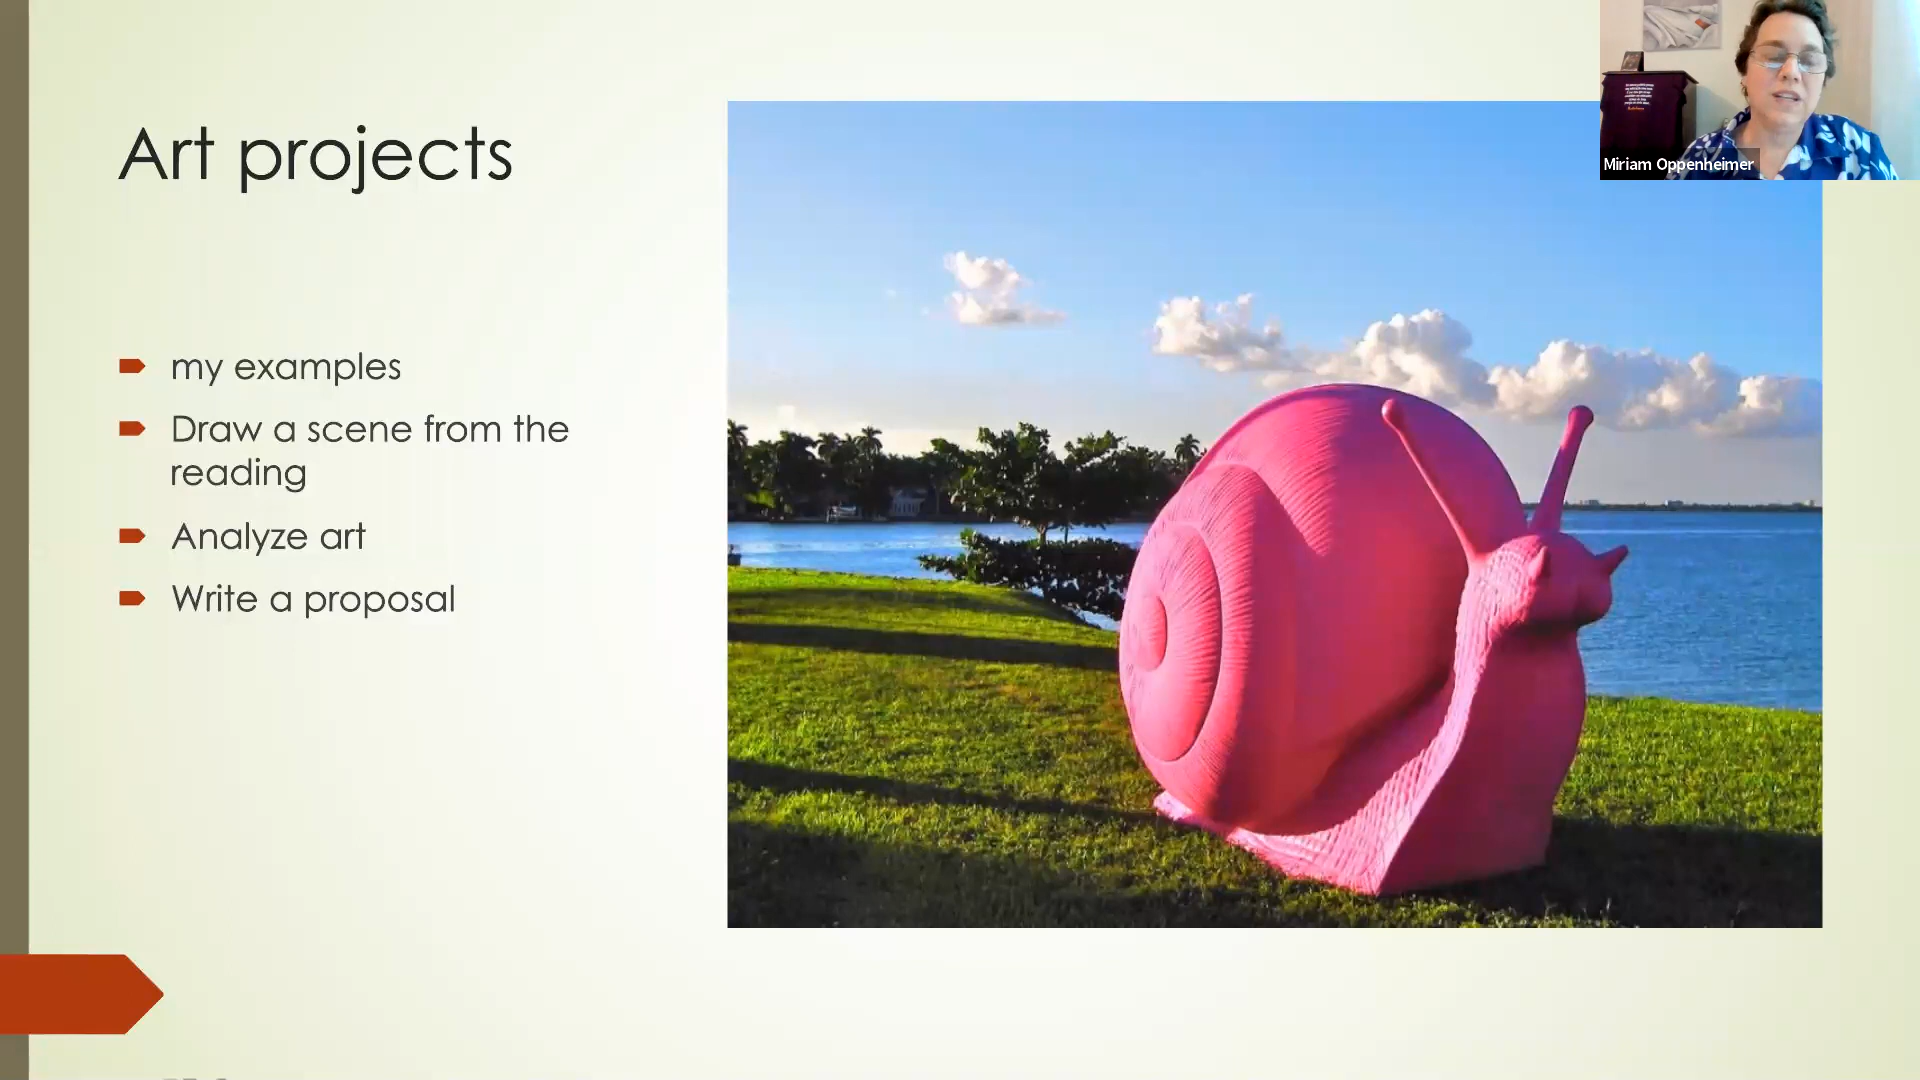 Art projects
my examples
Draw a scene from the
reading
Analyze art
Write a proposal
Miriam Oppenheimer